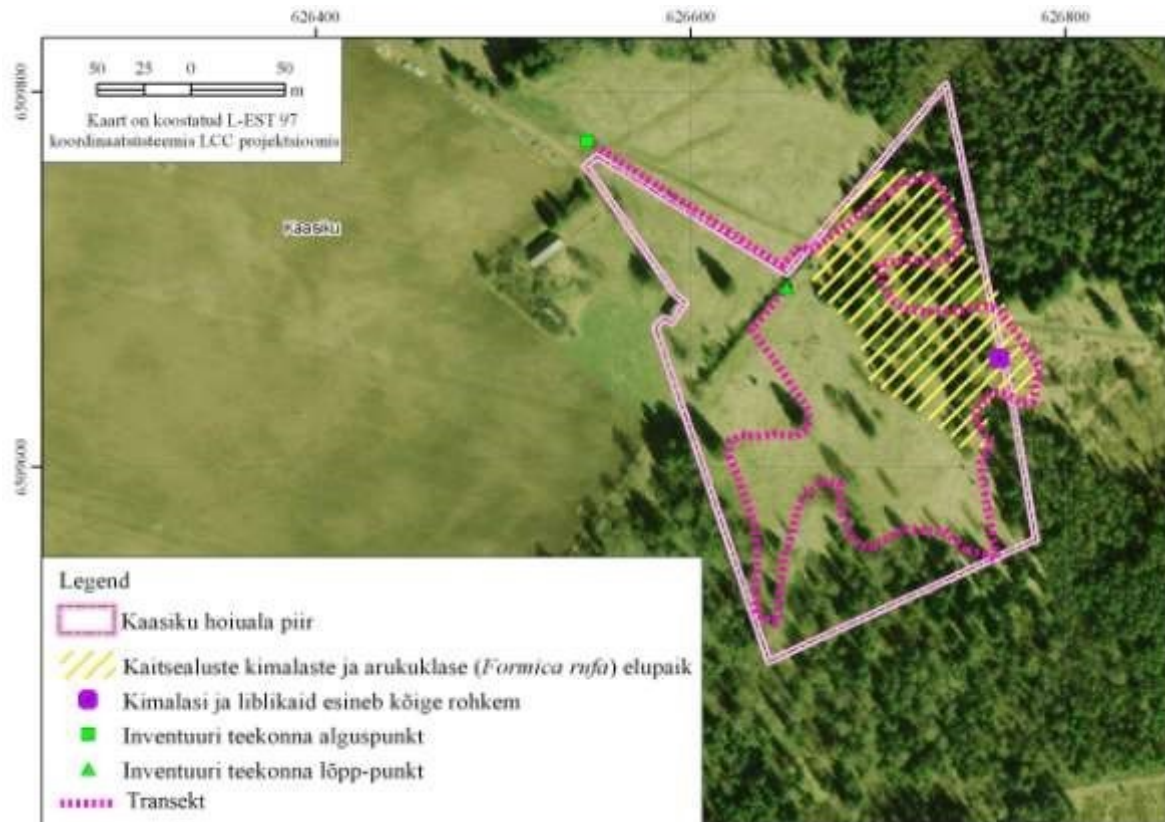 626400 626600 626800
50 25 0 50
m
Kaart on koostatud L-EST 97
koordinaatsüsteemis LCC projektsioonis
6509800
Kaasiku
6509600
Legend
Kaasiku hoiuala piir
Kaitsealuste kimalaste ja arukuklase (Formica rufa) elupaik
Kimalasi ja liblikaid esineb kõige rohkem
Inventuuri teekonna alguspunkt
Inventuuri teekonna lõpp-punkt
Transekt